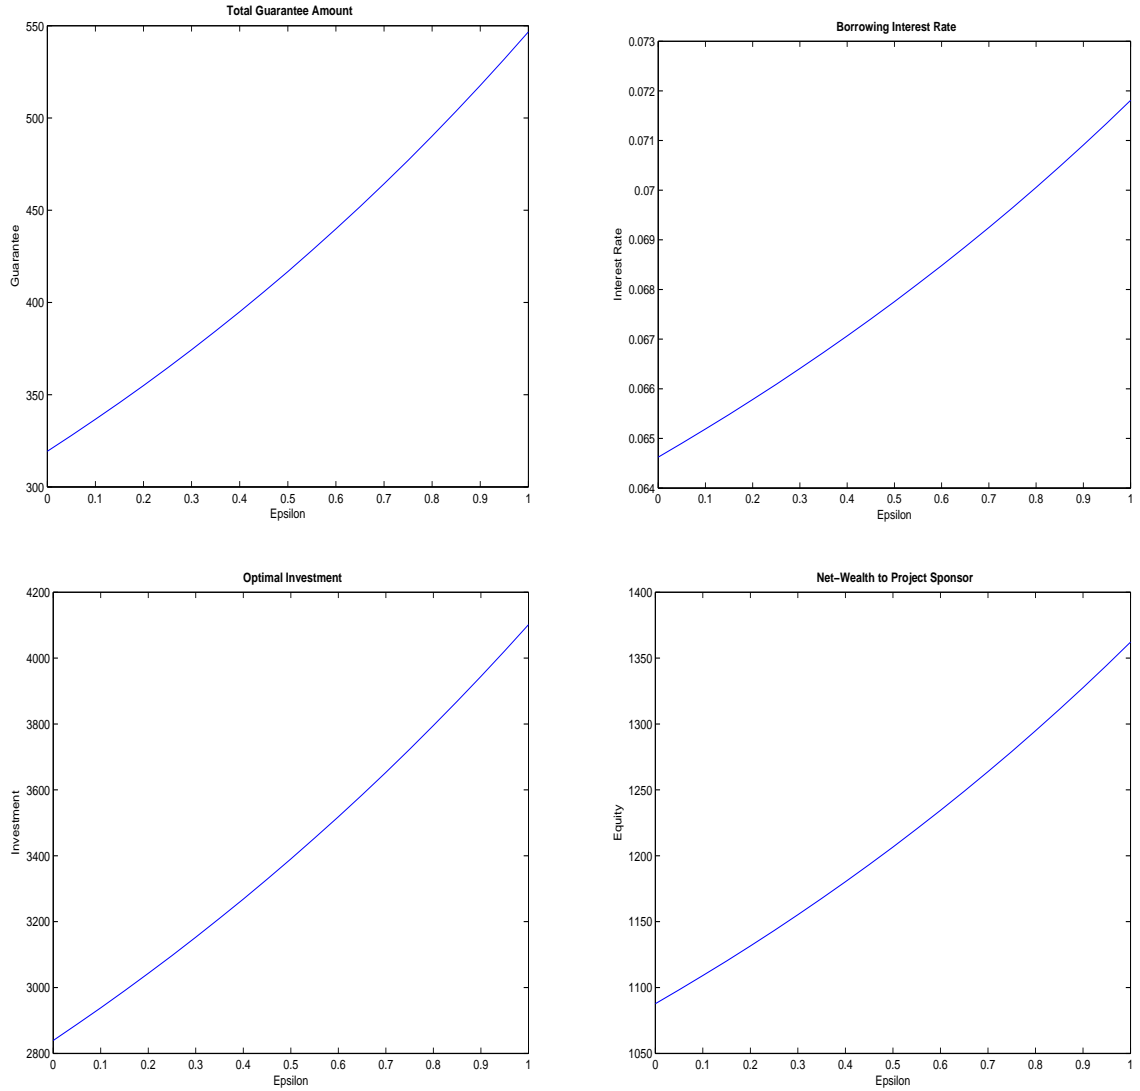 Total Guarantee Amount
550
500
450
400
350
300
Guarantee
0 0.1 0.2 0.3 0.4 0.5 0.6 0.7 0.8 0.9 1
Epsilon
Borrowing Interest Rate
0.073
0.072
0.071
0.07
0.069
0.068
0.067
0.066
0.065
0.064
Interest Rate
0 0.1 0.2 0.3 0.4 0.5 0.6 0.7 0.8 0.9 1
Epsilon
Optimal Investment
4200
4000
3800
3600
3400
3200
3000
2800
Investment
0 0.1 0.2 0.3 0.4 0.5 0.6 0.7 0.8 0.9 1
Epsilon
Net−Wealth to Project Sponsor
1400
1350
1300
1250
1200
1150
1100
1050
Equity
0 0.1 0.2 0.3 0.4 0.5 0.6 0.7 0.8 0.9 1
Epsilon